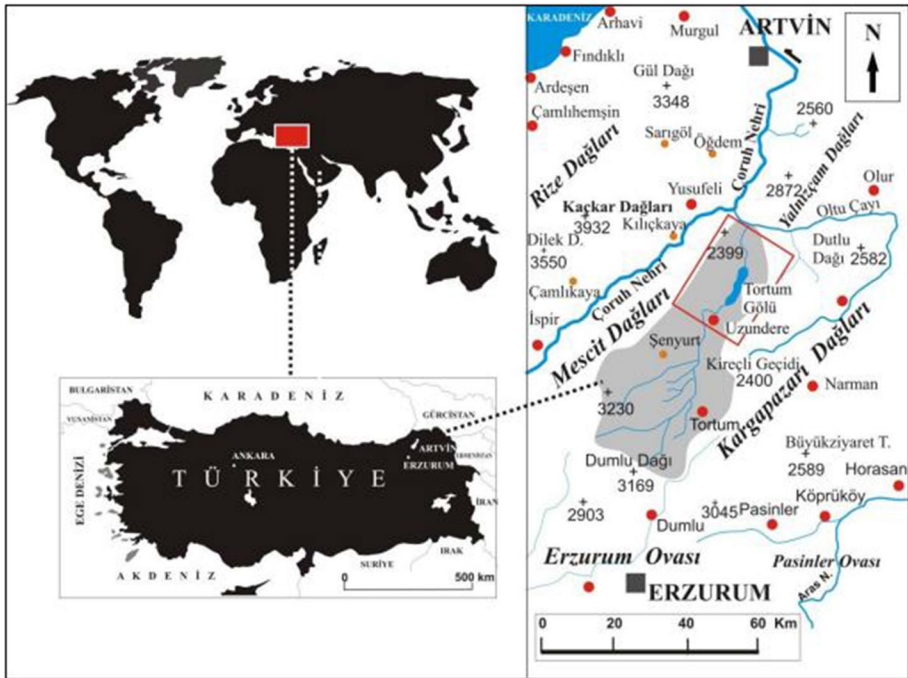 BULGARİSTAN
KARADENİZ
GÜRCİSTAN
YUNANİSTAN
ARTVİN
ERMENİSTAN
ANKARA
ERZURUM
TÜRKİYE
EGE DENİZİ
İRAN
SURİYE
IRAK
AKDENİZ
0 500 km
KARADENİZ
Arhavi
Murgul
ARTVİN
N
Fındıklı
Gül Dağı
3348
Ardeşen
Çamlıhemşin
2560
Sarıgöl
Öğdem
Rize Dağları
Çoruh Nehri
Yalnızçam Dağları
2872
Olur
Yusufeli
Kaçkar Dağları
3932
Oltu Çayı
Kılıçkaya
Dilek D.
3550
2399
Dutlu
Dağı
2582
Çamlıkaya
Çoruh Nehri
Tortum
Gölü
İspir
Mescit Dağları
Uzundere
Şenyurt
Kireçli Geçidi
2400
Kargapazarı Dağları
Narman
3230
Tortum
Büyükziyaret T.
2589
Dumlu Dağı
3169
Horasan
2903
3045
Pasinler
Köprüköy
Dumlu
Erzurum Ovası
Pasinler Ovası
Aras N.
ERZURUM
0 20 40 60 Km